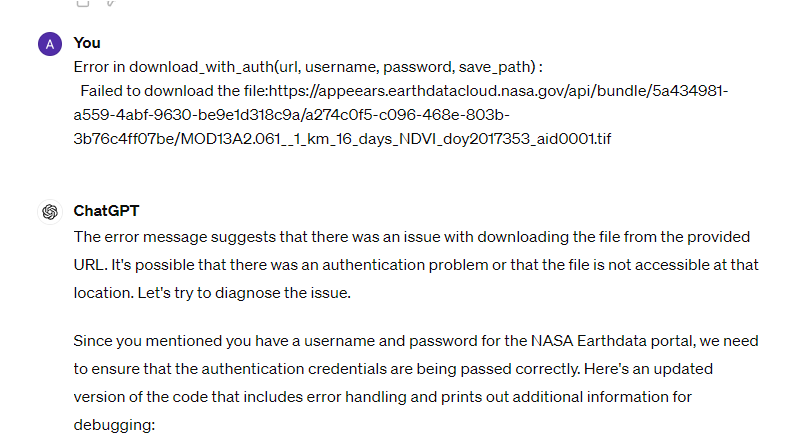 A
You
Error in download_with_auth(url, username, password, save_path) :
Failed to download the file:https://appeears.earthdatacloud.nasa.gov/api/bundle/5a434981-
a559-4abf-9630-be9e1d318c9a/a274c0f5-c096-468e-803b-
3b76c4ff07be/MOD13A2.061__1_km_16_days_NDVI_doy2017353_aid0001.tif
ChatGPT
The error message suggests that there was an issue with downloading the file from the provided
URL. It's possible that there was an authentication problem or that the file is not accessible at that
location. Let's try to diagnose the issue.
Since you mentioned you have a username and password for the NASA Earthdata portal, we need
to ensure that the authentication credentials are being passed correctly. Here's an updated
version of the code that includes error handling and prints out additional information for
debugging: